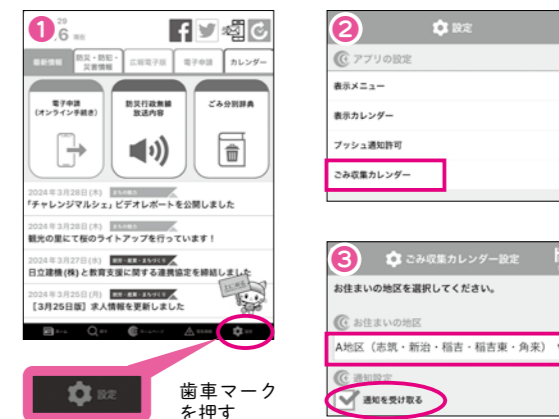 1
29
6
最新情報
防災・防犯・
災害情報
広報電子版
電子申請
カレンダー
電子申請
(オンライン手続き)
防災行政無線
放送内容
ごみ分別辞典
2024年3月28日(木)
「チャレンジマルシェ」ビデオレポートを公開しました
2024年3月28日(木)
観光の里にて桜のライトアップを行っています!
2024年3月27日(水)
日立建機(株)と教育支援に関する連携協定を締結しました
2024年3月25日(月)
【3月25日版】求人情報を更新しました
設定
設定
歯車マーク
を押す
2
設定
アプリの設定
表示メニュー
表示カレンダー
プッシュ通知許可
ごみ収集カレンダー
3
ごみ収集カレンダー設定
お住まいの地区を選択してください。
お住まいの地区
A地区(志筑・新治・稲吉・稲吉東・角来)
通知設定
通知を受け取る